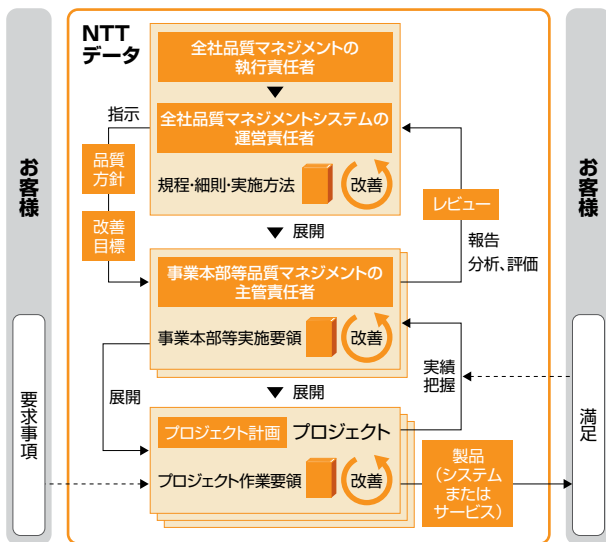 NTT
データ
全社品質マネジメントの
執行責任者
指示
全社品質マネジメントシステムの
運営責任者
お客様
品質
方針
規程・細則・実施方法
改善
レビュー
お客様
改善
目標
展開
報告
分析、評価
事業本部等品質マネジメントの
主管責任者
事業本部等実施要領
改善
実績
把握
展開
展開
要求事項
プロジェクト計画 プロジェクト
満足
プロジェクト作業要領
改善
製品
（システム
または
サービス）